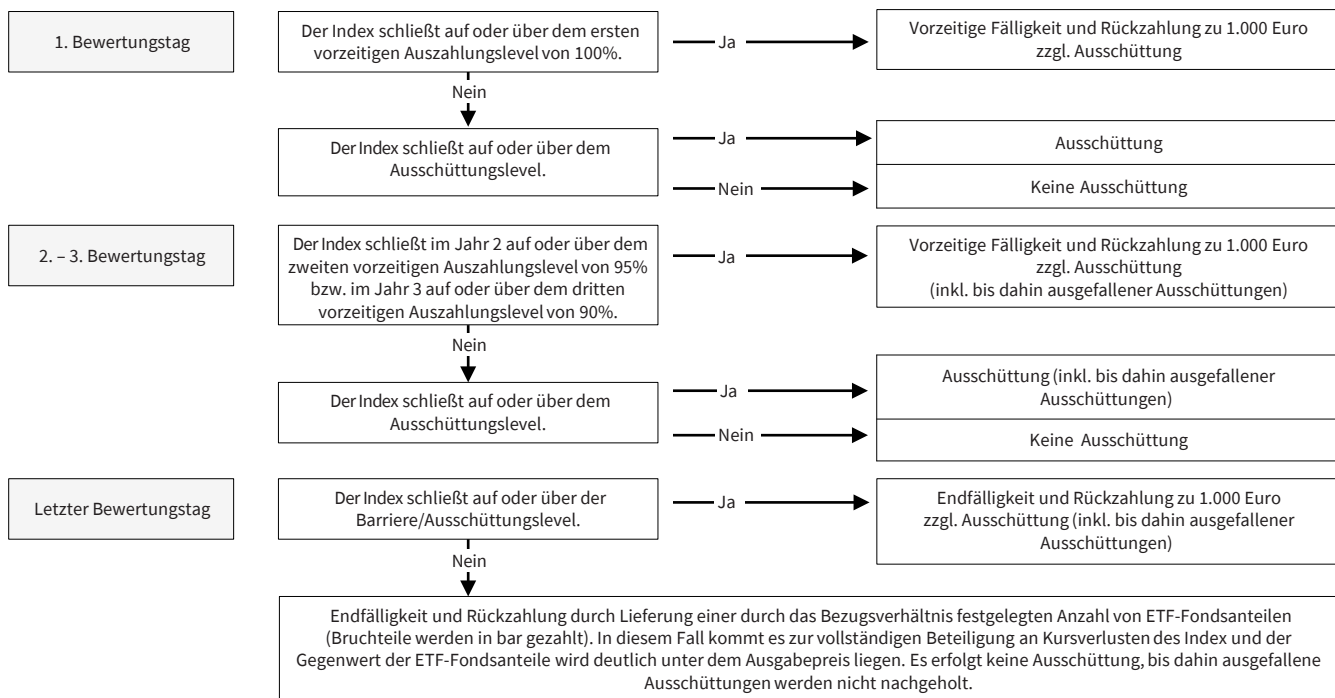 1. Bewertungstag
Der Index schließt auf oder über dem ersten
vorzeitigen Auszahlungslevel von 100%.
Ja
Vorzeitige Fälligkeit und Rückzahlung zu 1.000 Euro
zzgl. Ausschüttung
Nein
Der Index schließt auf oder über dem
Ausschüttungslevel.
Ja
Ausschüttung
Nein
Keine Ausschüttung
2. – 3. Bewertungstag
Der Index schließt im Jahr 2 auf oder über dem
zweiten vorzeitigen Auszahlungslevel von 95%
bzw. im Jahr 3 auf oder über dem dritten
vorzeitigen Auszahlungslevel von 90%.
Ja
Vorzeitige Fälligkeit und Rückzahlung zu 1.000 Euro
zzgl. Ausschüttung
(inkl. bis dahin ausgefallener Ausschüttungen)
Nein
Der Index schließt auf oder über dem
Ausschüttungslevel.
Ja
Ausschüttung (inkl. bis dahin ausgefallener
Ausschüttungen)
Nein
Keine Ausschüttung
Letzter Bewertungstag
Der Index schließt auf oder über der
Barriere/Ausschüttungslevel.
Ja
Endfälligkeit und Rückzahlung zu 1.000 Euro
zzgl. Ausschüttung (inkl. bis dahin ausgefallener
Ausschüttungen)
Nein
Endfälligkeit und Rückzahlung durch Lieferung einer durch das Bezugsverhältnis festgelegten Anzahl von ETF-Fondsanteilen
(Bruchteile werden in bar gezahlt). In diesem Fall kommt es zur vollständigen Beteiligung an Kursverlusten des Index und der
Gegenwert der ETF-Fondsanteile wird deutlich unter dem Ausgabepreis liegen. Es erfolgt keine Ausschüttung, bis dahin ausgefallene
Ausschüttungen werden nicht nachgeholt.